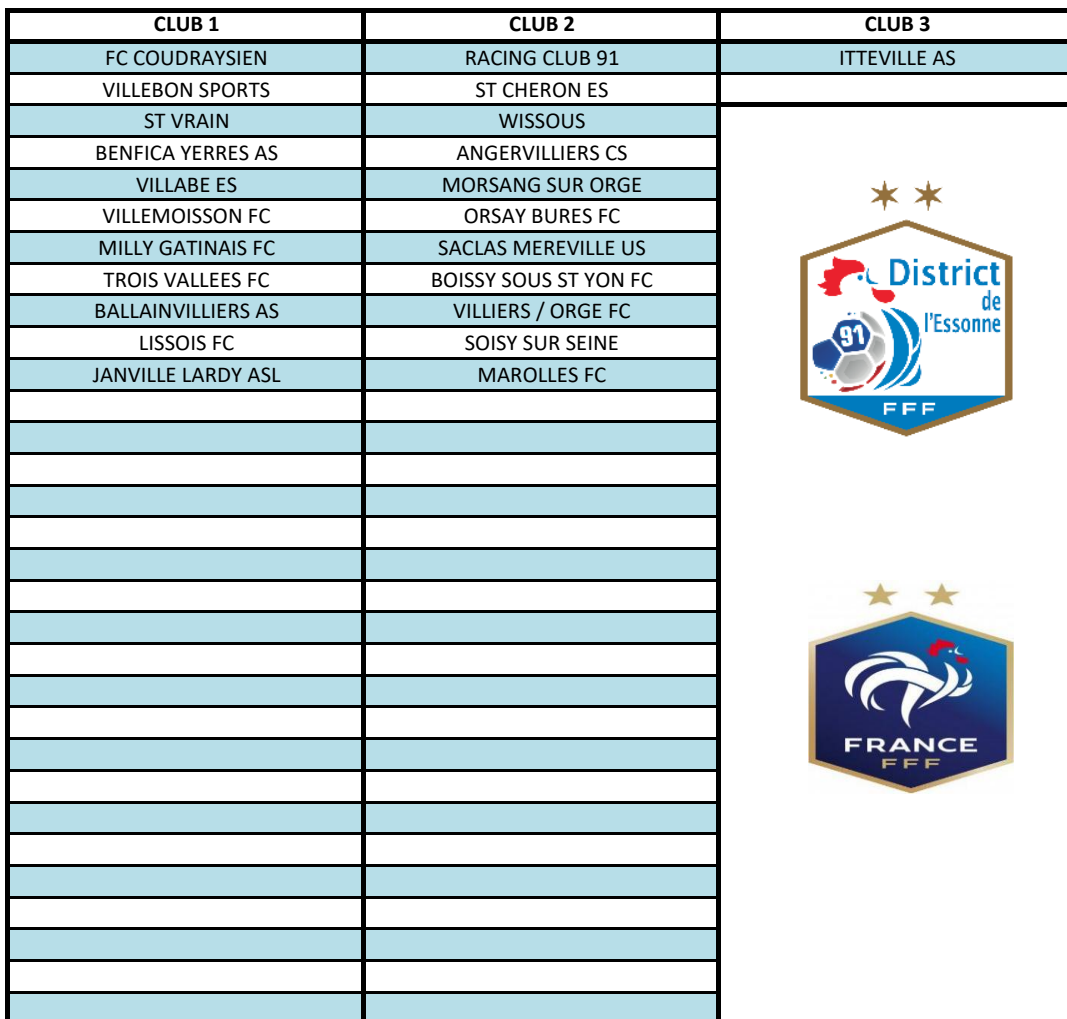 CLUB 1 CLUB 2 CLUB 3
FC COUDRAYSIEN RACING CLUB 91 ITTEVILLE AS
VILLEBON SPORTS ST CHERON ES
ST VRAIN WISSOUS
BENFICA YERRES AS ANGERVILLIERS CS
VILLABE ES MORSANG SUR ORGE
VILLEMOISSON FC ORSAY BURES FC
MILLY GATINAIS FC SACLAS MEREVILLE US
TROIS VALLEES FC BOISSY SOUS ST YON FC
BALLAINVILLIERS AS VILLIERS / ORGE FC
LISSOIS FC SOISY SUR SEINE
JANVILLE LARDY ASL MAROLLES FC
District
de
l'Essonne
91
FFF
FRANCE
FFF